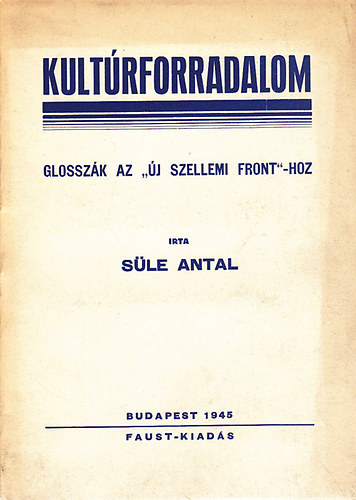 KULTÚRFORRADALOM
GLOSSZÁK AZ „ÚJ SZELLEMI FRONT“-HOZ
IRTA
SÜLE ANTAL
BUDAPEST 1945
FAUST-KIADÁS